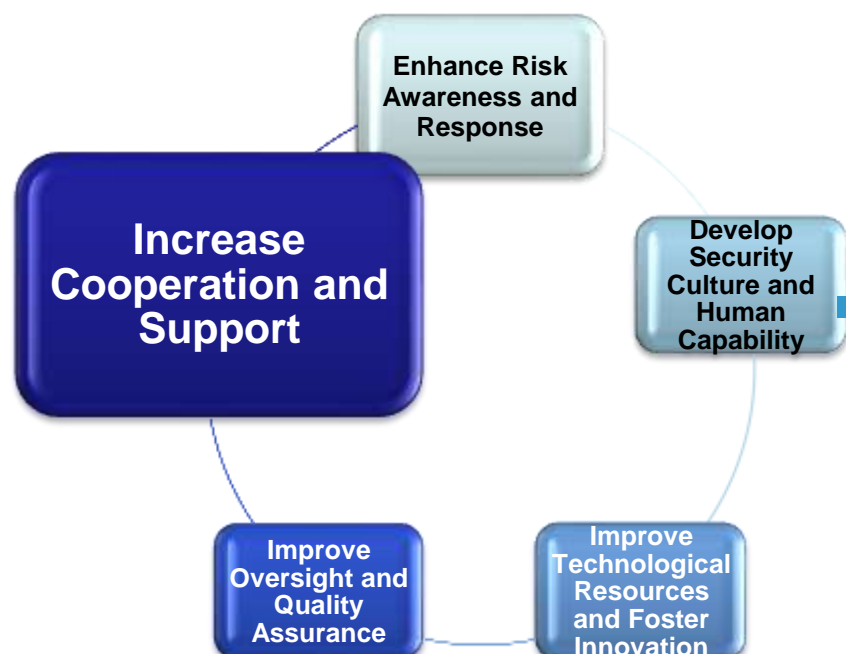 Enhance Risk
Awareness and
Response
Increase
Cooperation and
Support
Develop
Security
Culture and
Human
Capability
Improve
Oversight and
Quality
Assurance
Improve
Technological
Resources
and Foster
Innovation